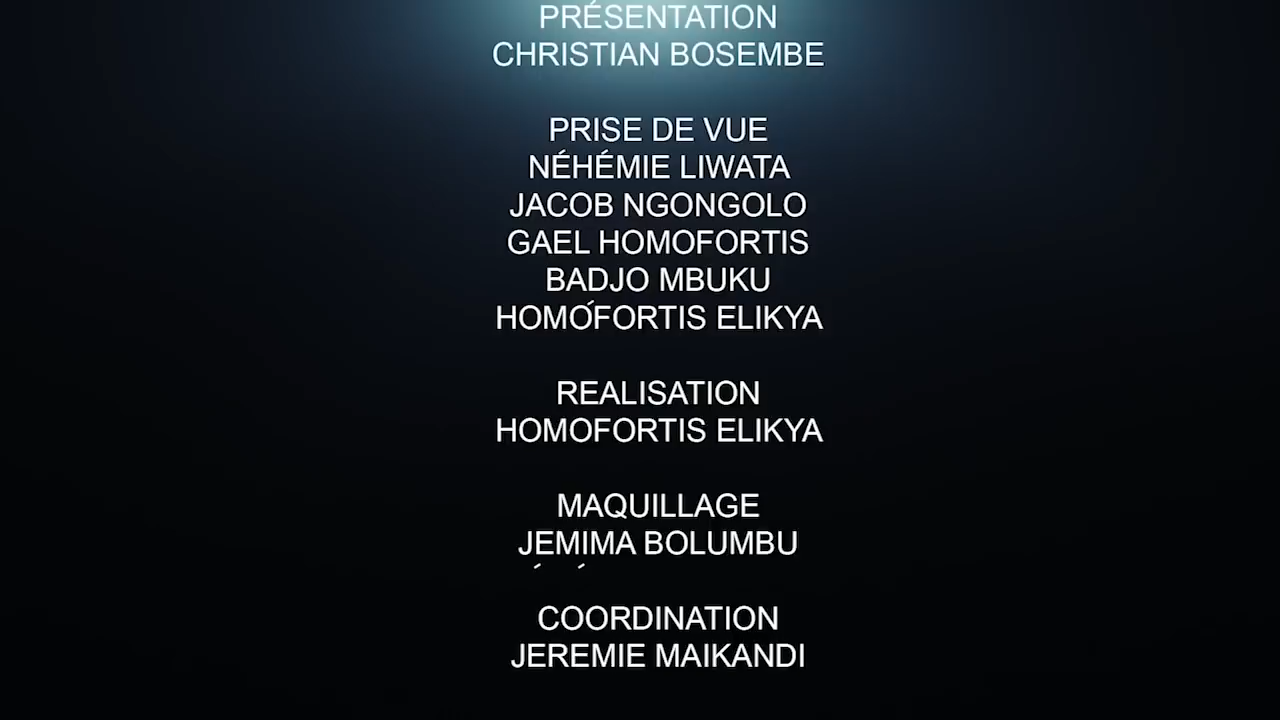 PRÉSENTATION
CHRISTIAN BOSEMBE
PRISE DE VUE
NÉHÉMIE LIWATA
JACOB NGONGOLO
GAEL HOMOFORTIS
BADJO MBUKU
HOMOFORTIS ELIKYA
REALISATION
HOMOFORTIS ELIKYA
MAQUILLAGE
JEMIMA BOLUMBU
COORDINATION
JEREMIE MAIKANDI